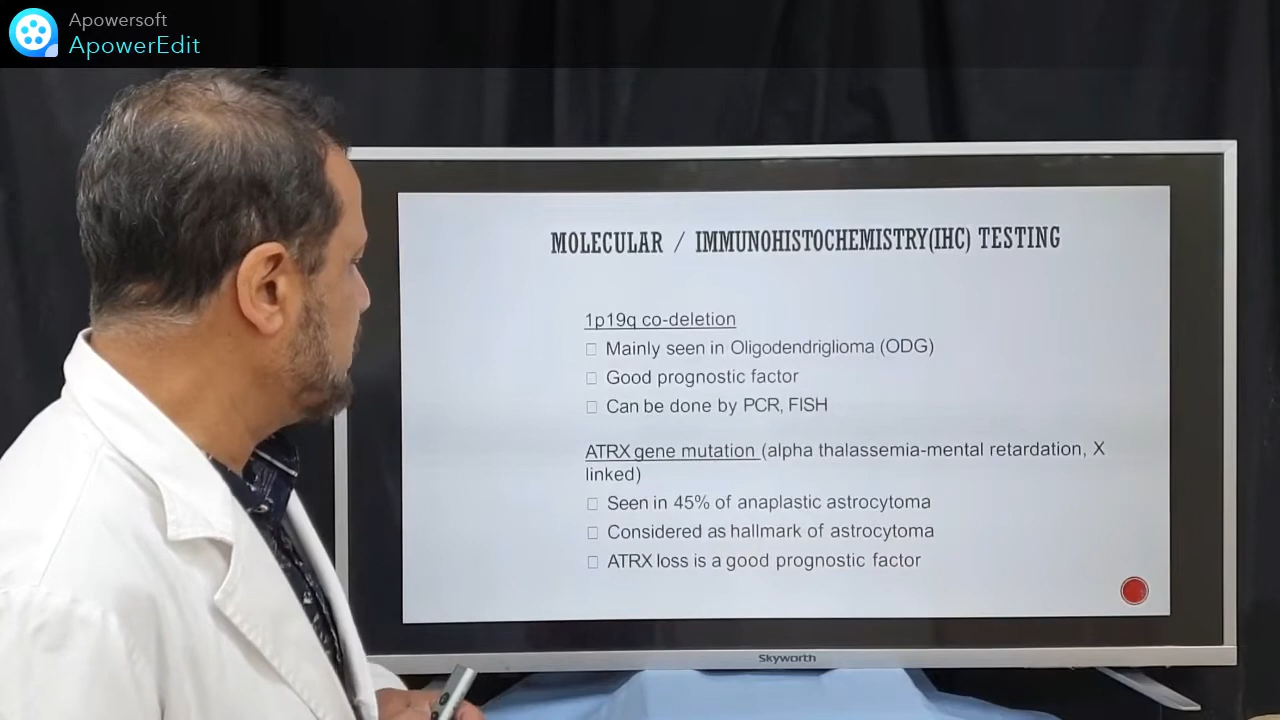 Apowersoft
ApowerEdit
MOLECULAR / IMMUNOHISTOCHEMISTRY(IHC) TESTING
1p19q co-deletion
Mainly seen in Oligodendriglioma (ODG)
Good prognostic factor
Can be done by PCR, FISH
ATRX gene mutation (alpha thalassemia-mental retardation, X
linked)
Seen in 45% of anaplastic astrocytoma
Considered as hallmark of astrocytoma
ATRX loss is a good prognostic factor
Skyworth